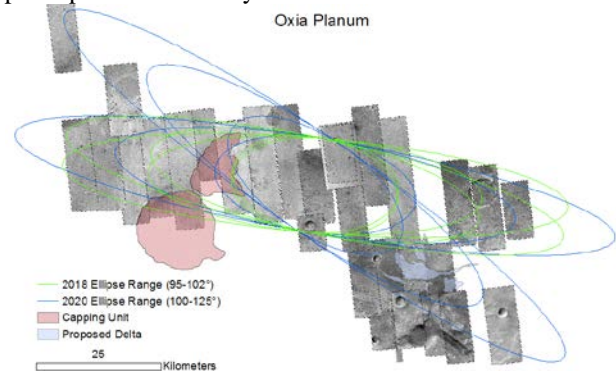 Oxia Planum
2018 Ellipse Range (95-102°)
2020 Ellipse Range (100-125°)
Capping Unit
Proposed Delta
25
Kilometers